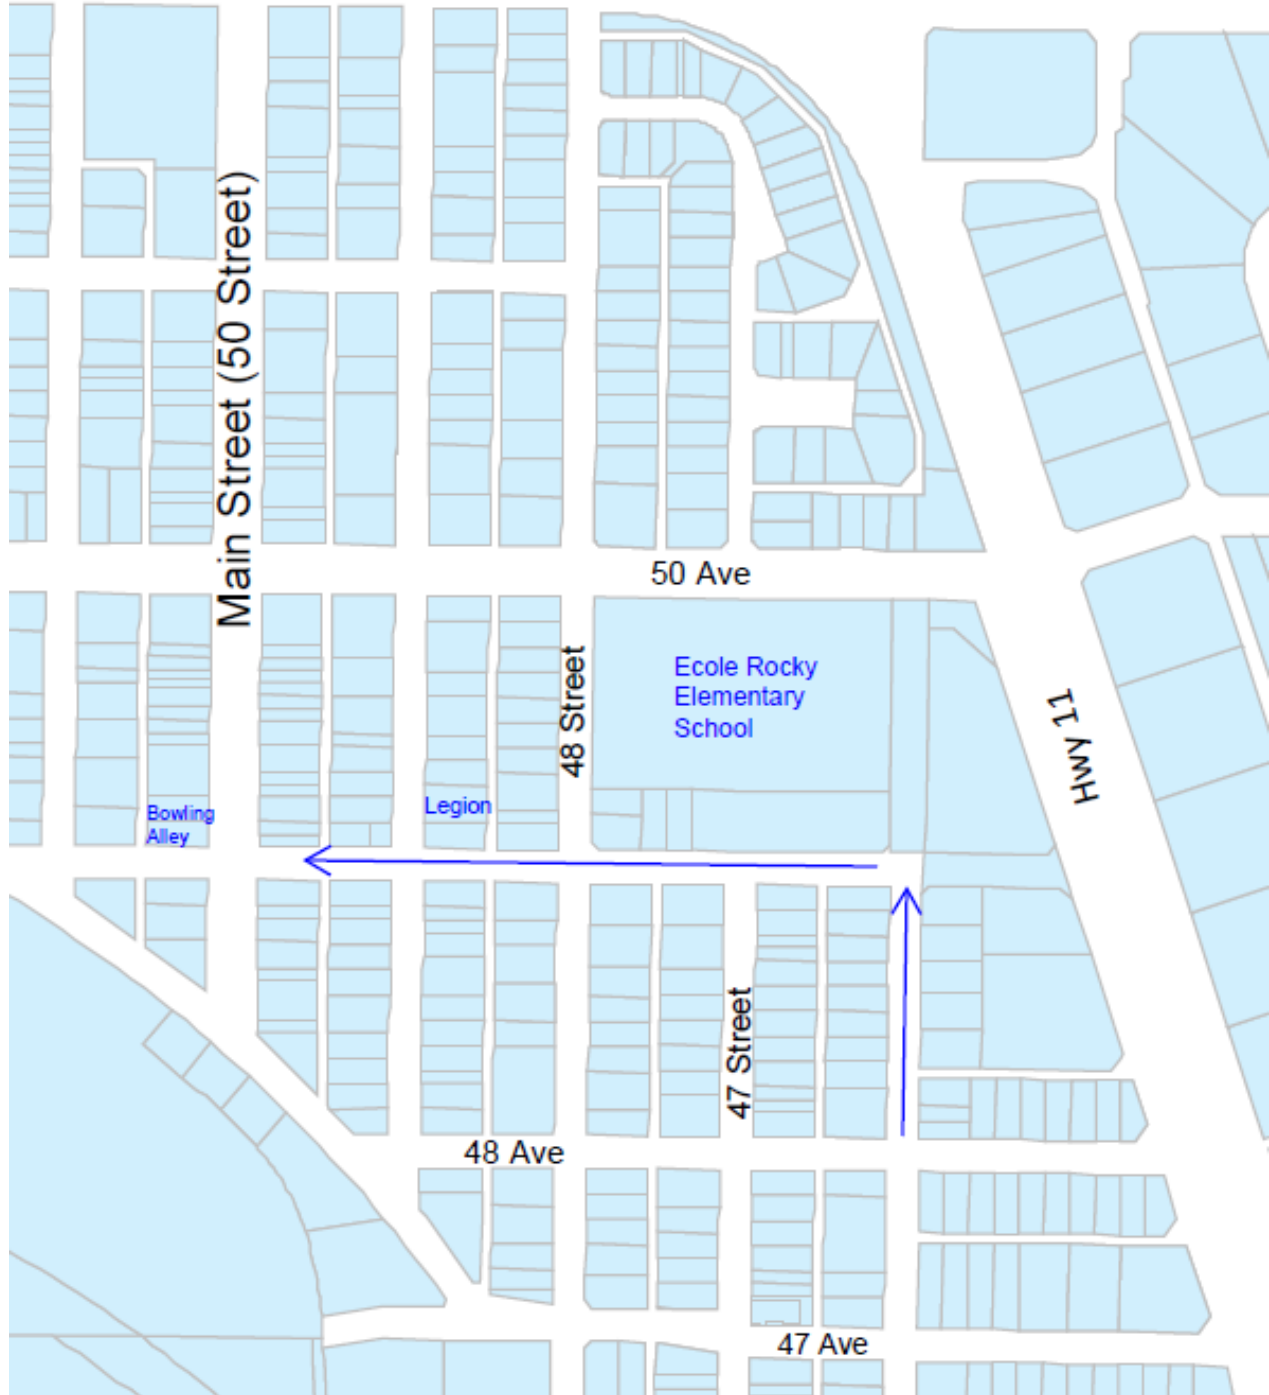 Main Street (50 Street)
50 Ave
Ecole Rocky
Elementary
School
48 Street
Hwy 11
Legion
Bowling
Alley
47 Street
48 Ave
47 Ave